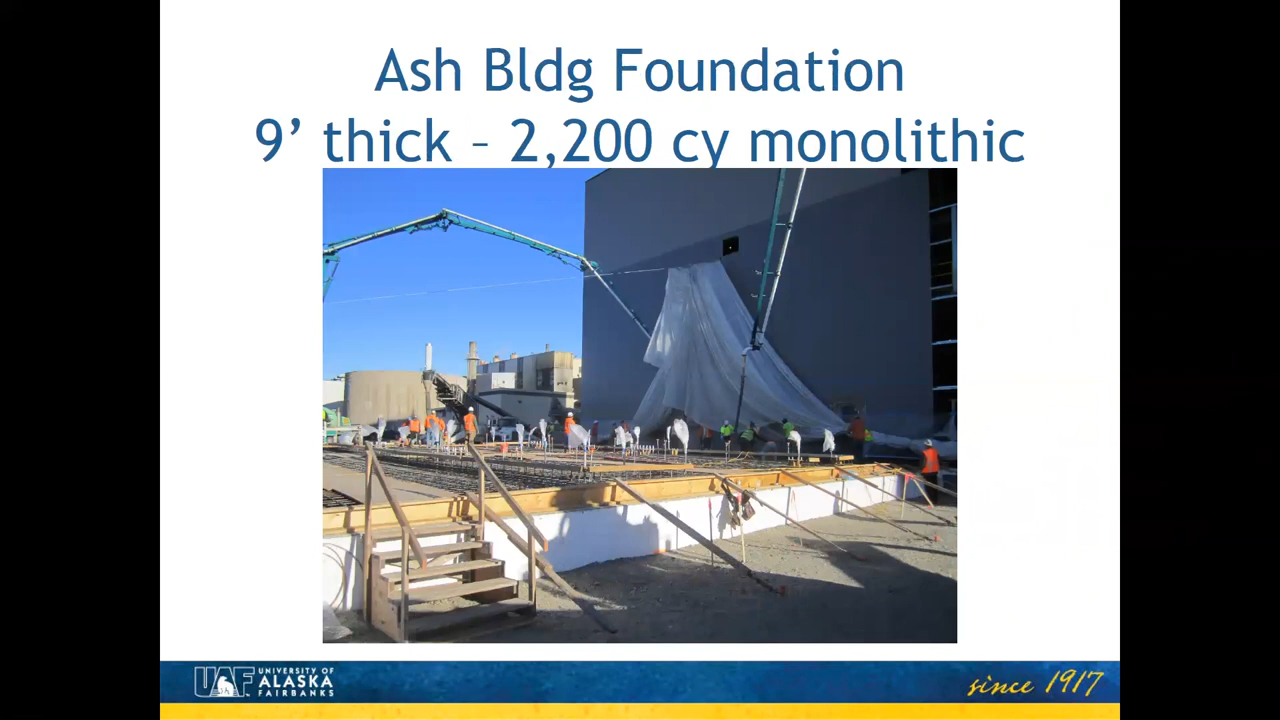 Ash Bldg Foundation
9’ thick – 2,200 cy monolithic
UAF
UNIVERSITY OF
ALASKA
FAIRBANKS
since 1917